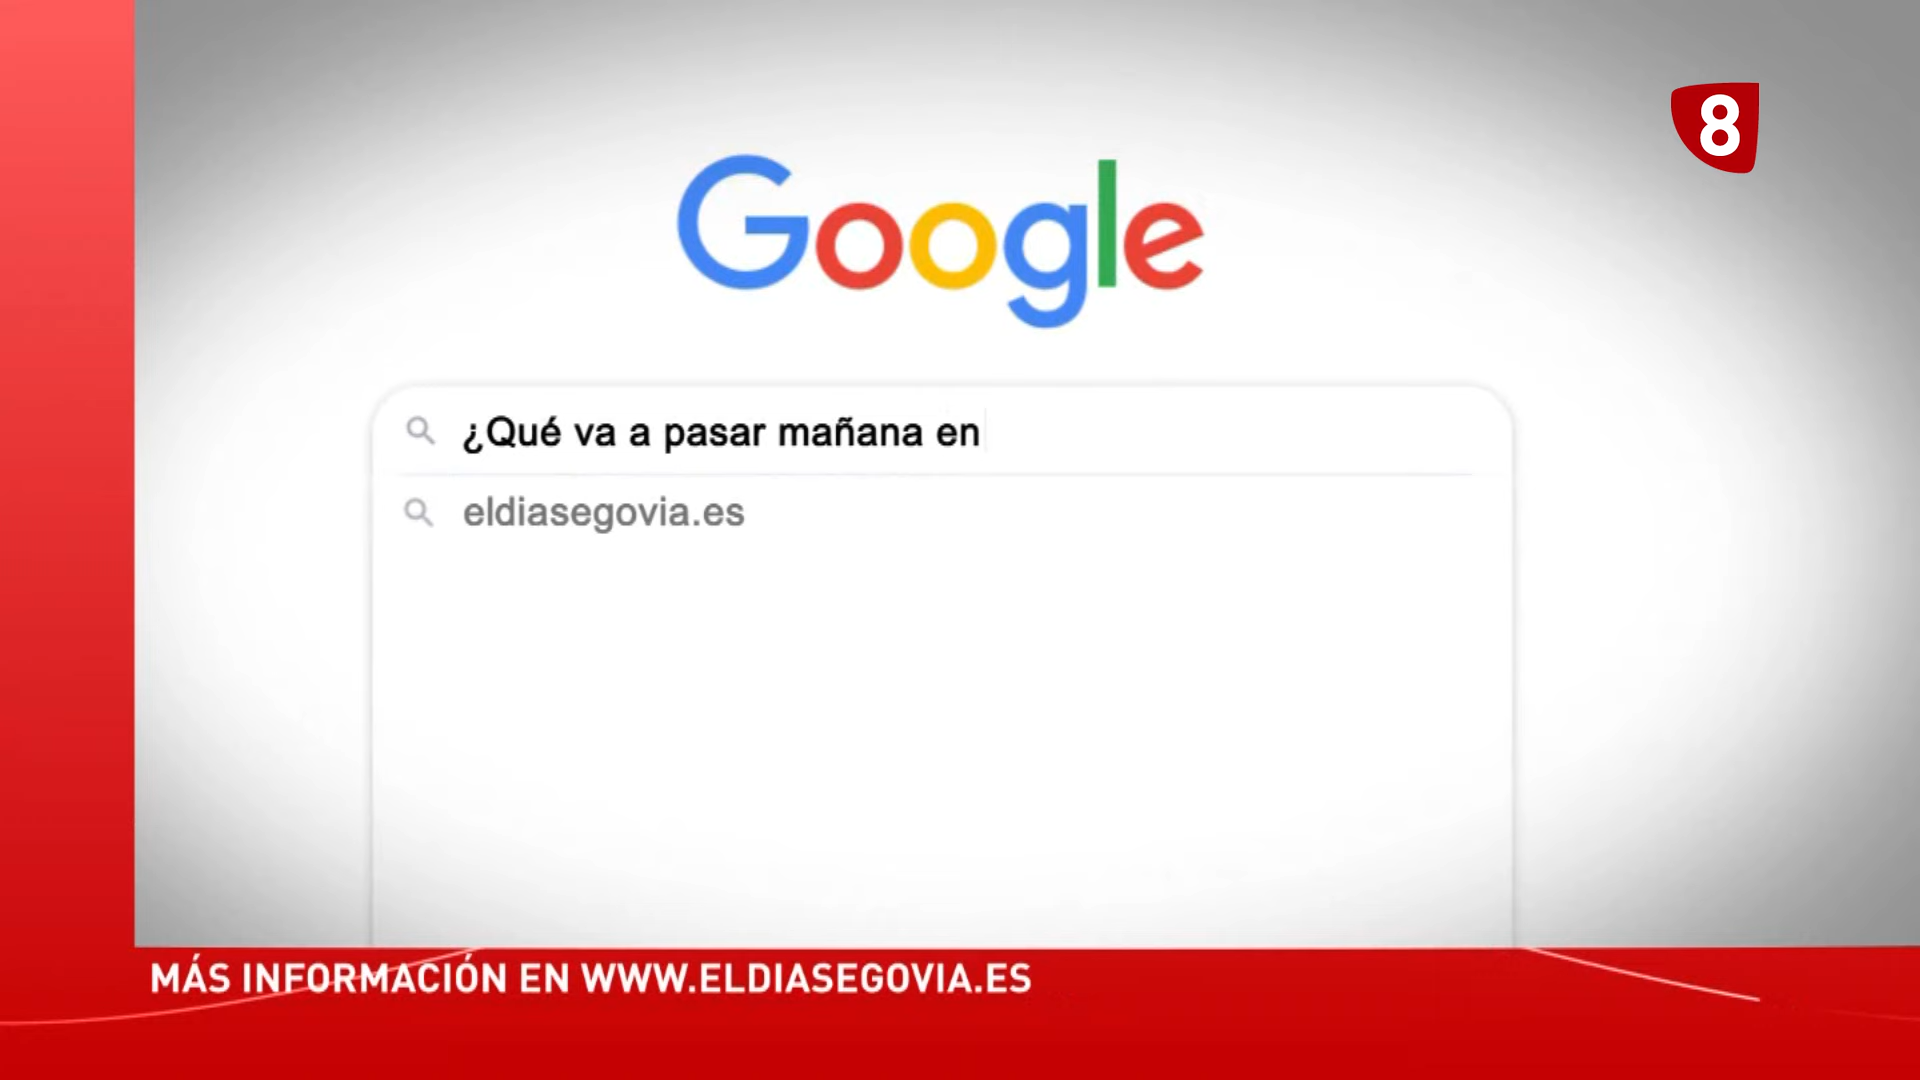 8
Google
¿Qué va a pasar mañana en
eldiasegovia.es
MÁS INFORMACIÓN EN WWW.ELDIASEGOVIA.ES